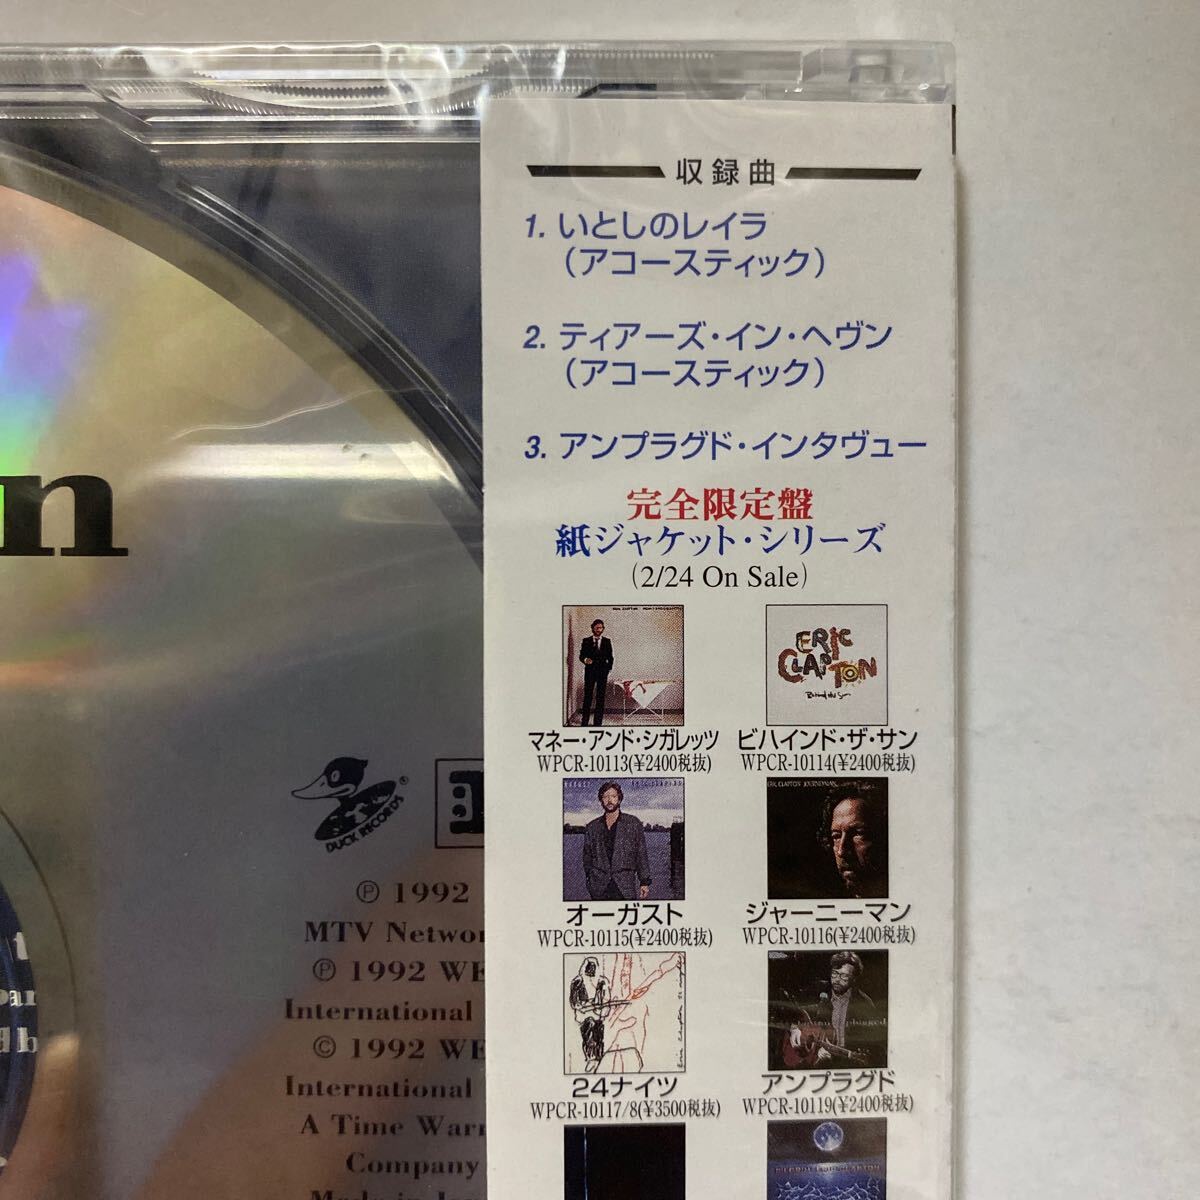 収録曲
1. いとしのレイラ
(アコースティック)
2. ティアーズ・イン・ヘヴン
(アコースティック)
3. アンプラグド・インタヴュー
完全限定盤
紙ジャケット・シリーズ
(2/24 On Sale)
ERIC CLAPTON
Behind the Sun
マネー・アンド・シガレッツ
WPCR-10113(¥2400税抜)
ビハインド・ザ・サン
WPCR-10114(¥2400税抜)
ERIC CLAPTON JOURNEYMAN
オーガスト
WPCR-10115(¥2400税抜)
ジャーニーマン
WPCR-10116(¥2400税抜)
24ナイツ
WPCR-10117/8(¥3500税抜)
アンプラグド
WPCR-10119(¥2400税抜)
n
DUCK RECORDS
®
℗ 1992
MTV Networ
℗ 1992 WE
International
© 1992 WE
International
A Time Warn
Company